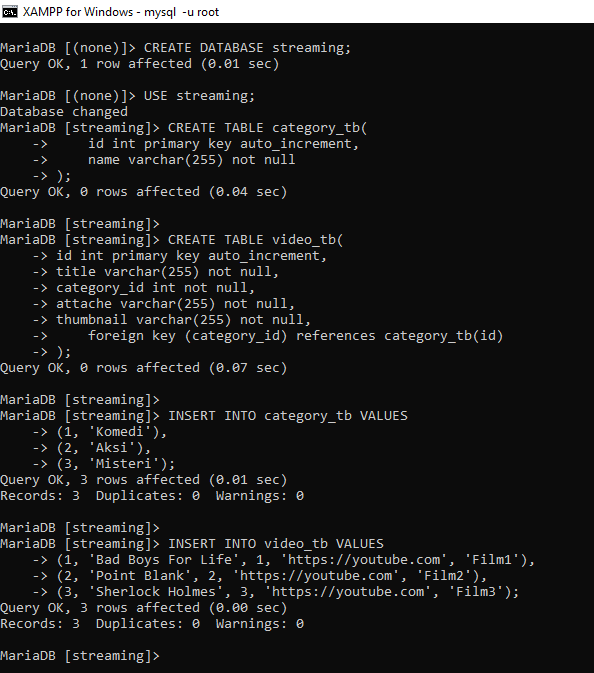 XAMPP for Windows - mysql  -u root
MariaDB [(none)]> CREATE DATABASE streaming;
Query OK, 1 row affected (0.01 sec)
MariaDB [(none)]> USE streaming;
Database changed
MariaDB [streaming]> CREATE TABLE category_tb(
    ->     id int primary key auto_increment,
    ->     name varchar(255) not null
    -> );
Query OK, 0 rows affected (0.04 sec)
MariaDB [streaming]>
MariaDB [streaming]> CREATE TABLE video_tb(
    -> id int primary key auto_increment,
    -> title varchar(255) not null,
    -> category_id int not null,
    -> attache varchar(255) not null,
    -> thumbnail varchar(255) not null,
    ->     foreign key (category_id) references category_tb(id)
    -> );
Query OK, 0 rows affected (0.07 sec)
MariaDB [streaming]>
MariaDB [streaming]> INSERT INTO category_tb VALUES
    -> (1, 'Komedi'),
    -> (2, 'Aksi'),
    -> (3, 'Misteri');
Query OK, 3 rows affected (0.01 sec)
Records: 3  Duplicates: 0  Warnings: 0
MariaDB [streaming]>
MariaDB [streaming]> INSERT INTO video_tb VALUES
    -> (1, 'Bad Boys For Life', 1, 'https://youtube.com', 'Film1'),
    -> (2, 'Point Blank', 2, 'https://youtube.com', 'Film2'),
    -> (3, 'Sherlock Holmes', 3, 'https://youtube.com', 'Film3');
Query OK, 3 rows affected (0.00 sec)
Records: 3  Duplicates: 0  Warnings: 0
MariaDB [streaming]>